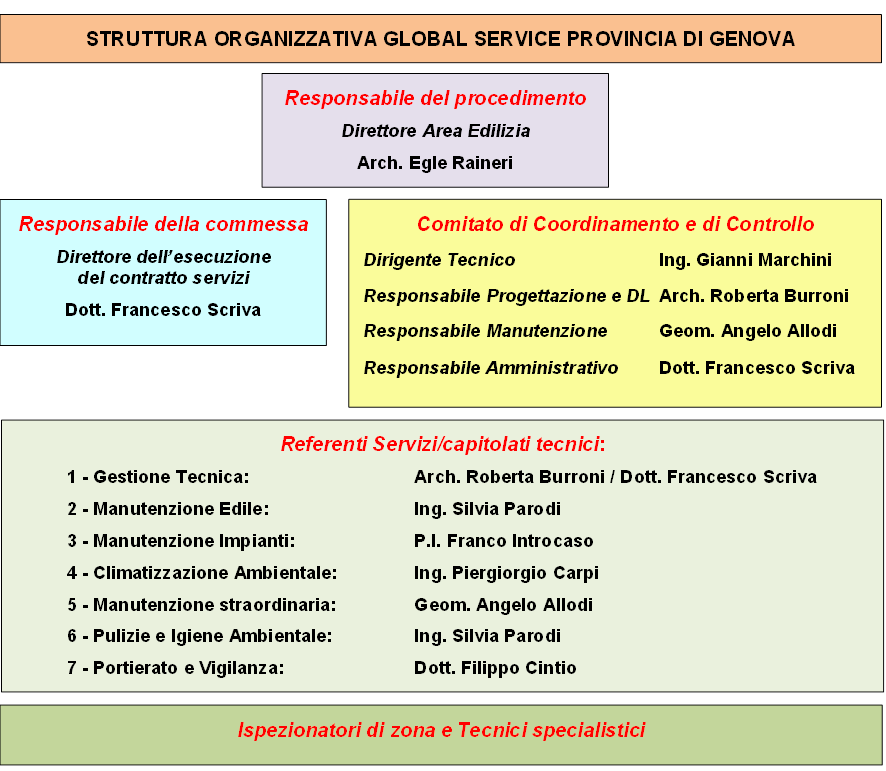 STRUTTURA ORGANIZZATIVA GLOBAL SERVICE PROVINCIA DI GENOVA
Responsabile del procedimento
Direttore Area Edilizia
Arch. Egle Raineri
Responsabile della commessa
Direttore dell'esecuzione
del contratto servizi
Dott. Francesco Scriva
Comitato di Coordinamento e di Controllo
Dirigente Tecnico Ing. Gianni Marchini
Responsabile Progettazione e DL Arch. Roberta Burroni
Responsabile Manutenzione Geom. Angelo Allodi
Responsabile Amministrativo Dott. Francesco Scriva
Referenti Servizi/capitolati tecnici:
1 - Gestione Tecnica: Arch. Roberta Burroni / Dott. Francesco Scriva
2 - Manutenzione Edile: Ing. Silvia Parodi
3 - Manutenzione Impianti: P.I. Franco Introcaso
4 - Climatizzazione Ambientale: Ing. Piergiorgio Carpi
5 - Manutenzione straordinaria: Geom. Angelo Allodi
6 - Pulizie e Igiene Ambientale: Ing. Silvia Parodi
7 - Portierato e Vigilanza: Dott. Filippo Cintio
Ispezionatori di zona e Tecnici specialistici